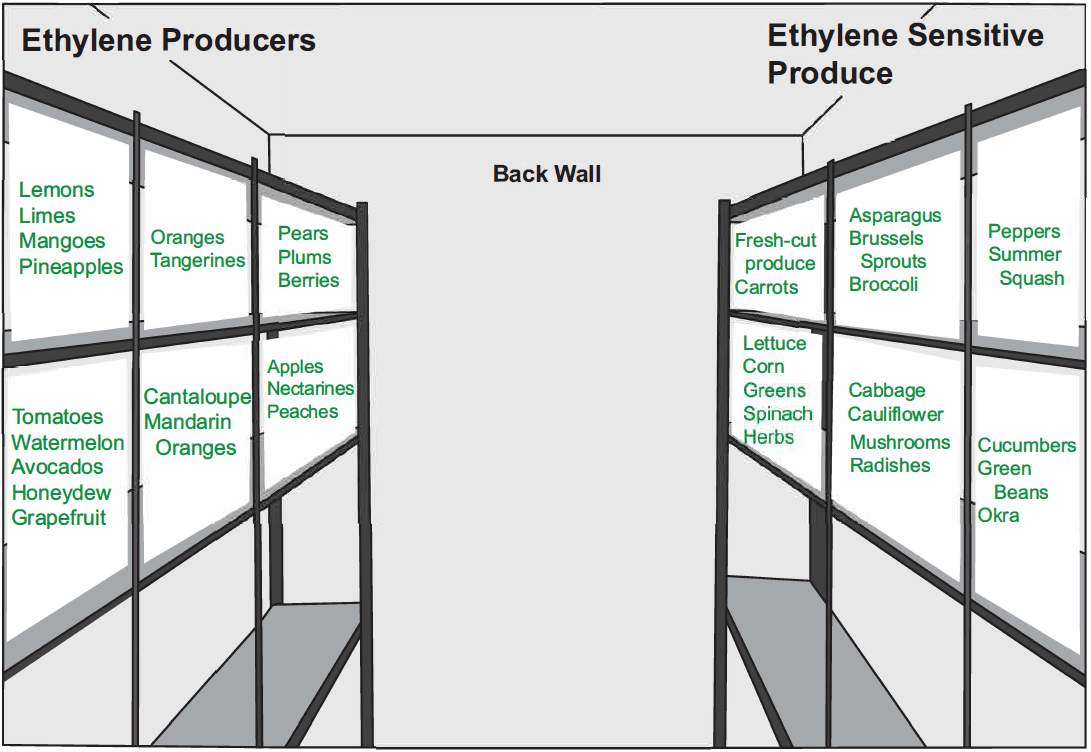 Ethylene Producers
Ethylene Sensitive
Produce
Back Wall
Lemons
Limes
Mangoes
Pineapples
Oranges
Tangerines
Pears
Plums
Berries
Tomatoes
Watermelon
Avocados
Honeydew
Grapefruit
Cantaloupe
Mandarin
Oranges
Apples
Nectarines
Peaches
Fresh-cut
produce
Carrots
Asparagus
Brussels
Sprouts
Broccoli
Peppers
Summer
Squash
Lettuce
Corn
Greens
Spinach
Herbs
Cabbage
Cauliflower
Mushrooms
Radishes
Cucumbers
Green
Beans
Okra